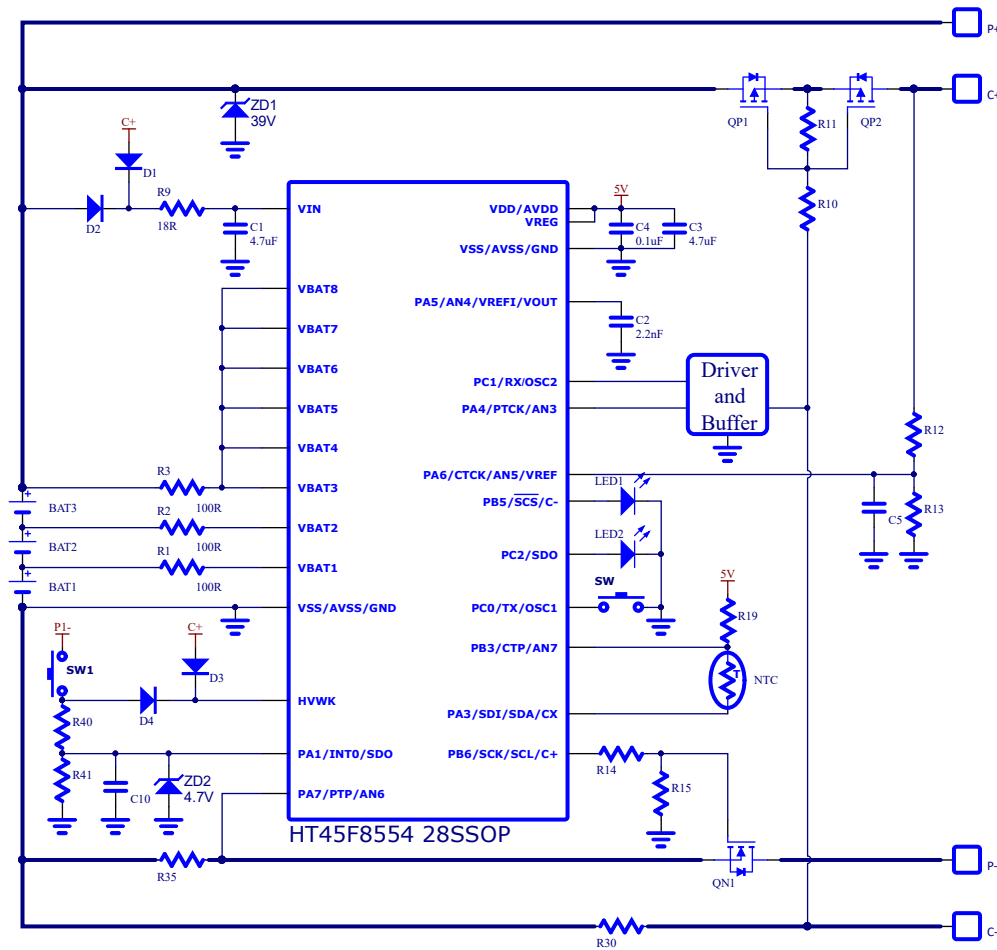 P+
C+
ZD1
39V
QP1
QP2
R11
C+
D1
R9
D2
18R
C1
4.7uF
R10
VIN
VDD/AVDD
VREG
5V
C4
0.1uF
C3
4.7uF
VSS/AVSS/GND
VBAT8
PA5/AN4/VREFI/VOUT
C2
2.2nF
VBAT7
VBAT6
PC1/RX/OSC2
Driver
and
Buffer
VBAT5
PA4/PTCK/AN3
VBAT4
R12
R3
100R
VBAT3
PA6/CTCK/AN5/VREF
LED1
+
BAT3
PB5/SCS/C-
C5
R13
R2
100R
VBAT2
+
BAT2
LED2
PC2/SDO
R1
100R
VBAT1
+
BAT1
SW
5V
VSS/AVSS/GND
PC0/TX/OSC1
R19
P1-
C+
PB3/CTP/AN7
SW1
D3
T
NTC
D4
HVWK
PA3/SDI/SDA/CX
R40
PA1/INT0/SDO
PB6/SCK/SCL/C+
R14
R41
C10
ZD2
4.7V
PA7/PTP/AN6
R15
HT45F8554 28SSOP
R35
QN1
P-
R30
C-